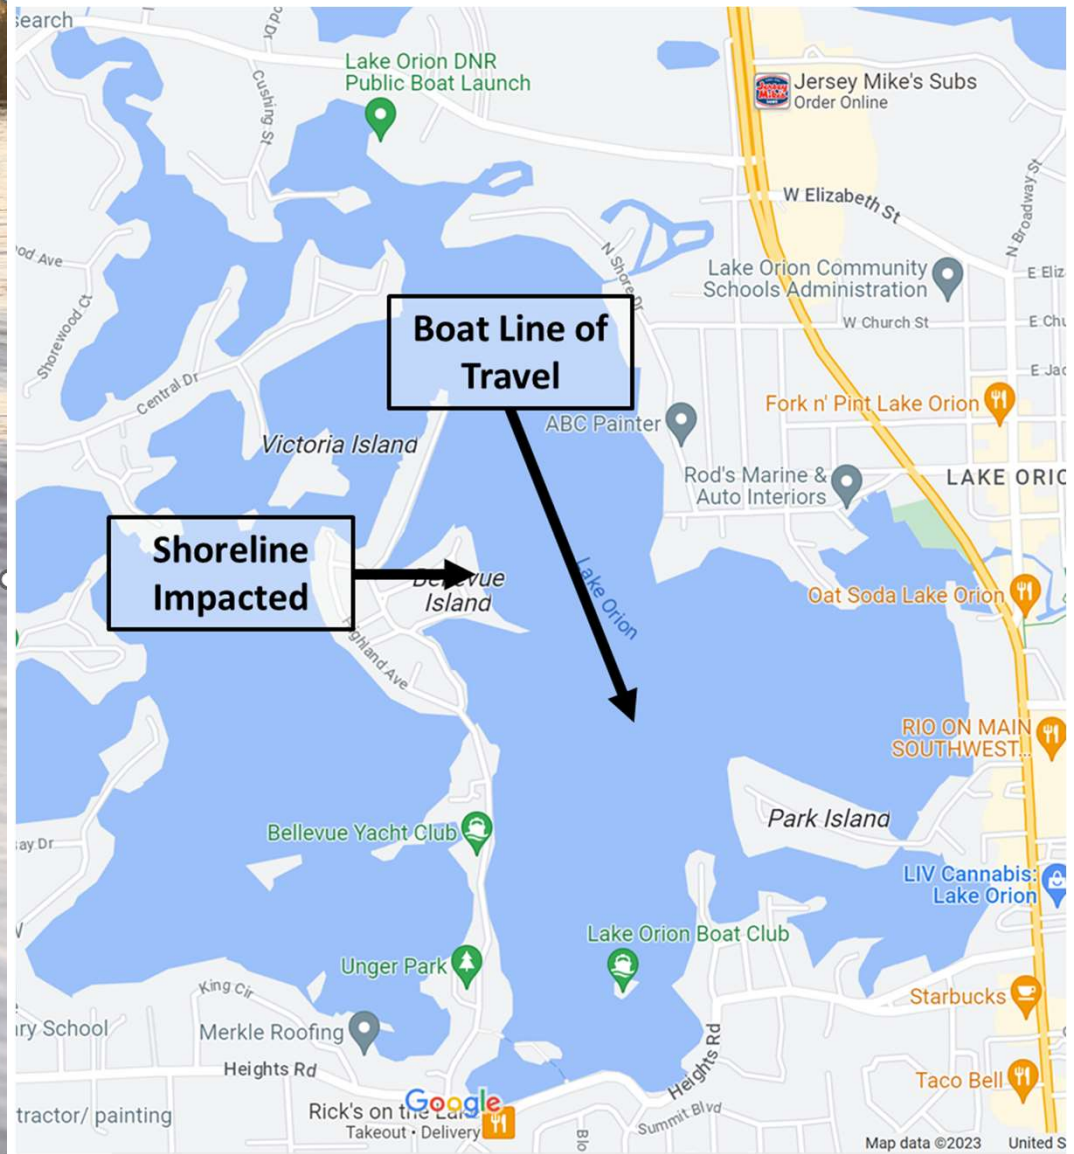 search
Cushing St
Lake Orion DNR
Public Boat Launch
Jersey Mike's Subs
Order Online
W Elizabeth St
N Broadway St
N Shore Dr
Lake Orion Community
Schools Administration
E Eliz
Shorewood Ct
W Church St
E Chu
Boat Line of
Travel
E Jac
Central Dr
Fork n' Pint Lake Orion
ABC Painter
Victoria Island
Rod's Marine &
Auto Interiors
LAKE ORIO
Shoreline
Impacted
Island
Lake Orion
Oat Soda Lake Orion
Highland Ave
RIO ON MAIN
SOUTHWEST...
Bellevue Yacht Club
Park Island
ay Dr
LIV Cannabis:
Lake Orion
Lake Orion Boat Club
Unger Park
King Cir
Starbucks
ry School
Merkle Roofing
Heights Rd
Heights Rd
Taco Bell
Google
tractor/ painting
Rick's on the
Takeout • Delivery
Blo
Summit Blvd
Map data ©2023
United S